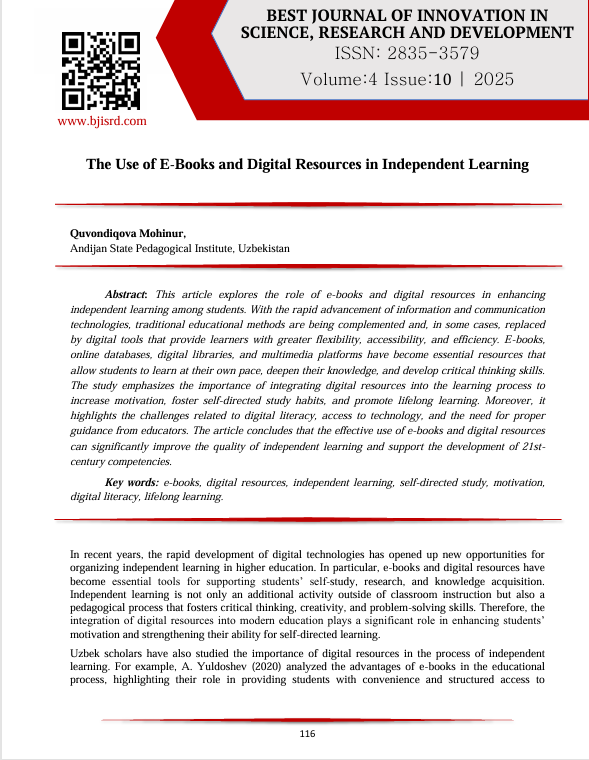 BEST JOURNAL OF INNOVATION IN
SCIENCE, RESEARCH AND DEVELOPMENT
ISSN: 2835-3579
Volume:4 Issue:10 | 2025
www.bjisrd.com
The Use of E-Books and Digital Resources in Independent Learning
Quvondiqova Mohinur,
Andijan State Pedagogical Institute, Uzbekistan
Abstract: This article explores the role of e-books and digital resources in enhancing
independent learning among students. With the rapid advancement of information and communication
technologies, traditional educational methods are being complemented and, in some cases, replaced
by digital tools that provide learners with greater flexibility, accessibility, and efficiency. E-books,
online databases, digital libraries, and multimedia platforms have become essential resources that
allow students to learn at their own pace, deepen their knowledge, and develop critical thinking skills.
The study emphasizes the importance of integrating digital resources into the learning process to
increase motivation, foster self-directed study habits, and promote lifelong learning. Moreover, it
highlights the challenges related to digital literacy, access to technology, and the need for proper
guidance from educators. The article concludes that the effective use of e-books and digital resources
can significantly improve the quality of independent learning and support the development of 21st-
century competencies.
Key words: e-books, digital resources, independent learning, self-directed study, motivation,
digital literacy, lifelong learning.
In recent years, the rapid development of digital technologies has opened up new opportunities for
organizing independent learning in higher education. In particular, e-books and digital resources have
become essential tools for supporting students’ self-study, research, and knowledge acquisition.
Independent learning is not only an additional activity outside of classroom instruction but also a
pedagogical process that fosters critical thinking, creativity, and problem-solving skills. Therefore, the
integration of digital resources into modern education plays a significant role in enhancing students’
motivation and strengthening their ability for self-directed learning.
Uzbek scholars have also studied the importance of digital resources in the process of independent
learning. For example, A. Yuldoshev (2020) analyzed the advantages of e-books in the educational
process, highlighting their role in providing students with convenience and structured access to
116